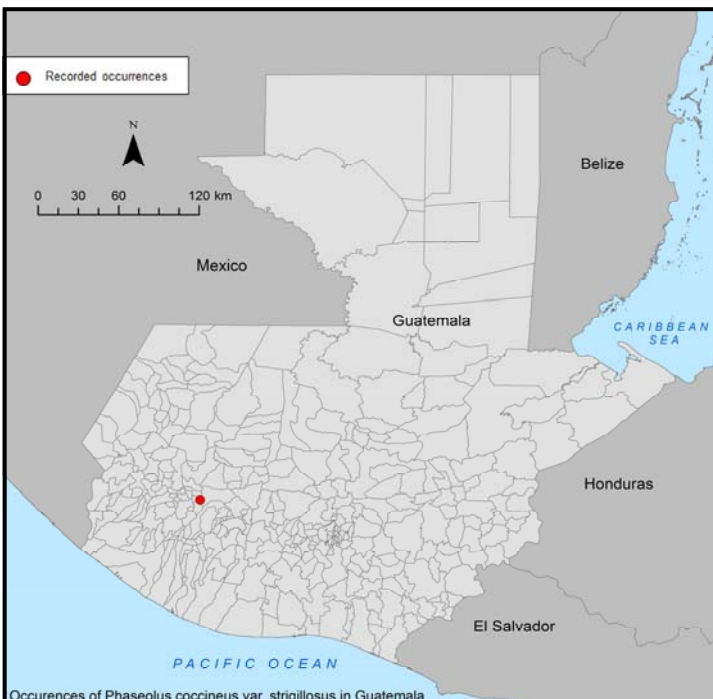 Recorded occurrences
N
0 30 60 120 km
Belize
Mexico
Guatemala
CARIBBEAN
SEA
Honduras
El Salvador
PACIFIC OCEAN
Occurences of Phaseolus coccineus var. strigillosus in Guatemala